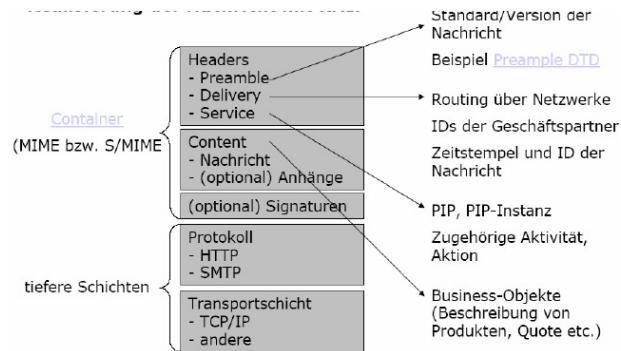 Standard/Version der
Nachricht
Beispiel Preample DTD
Headers
- Preamble
- Delivery
- Service
Container
(MIME bzw. S/MIME
Content
- Nachricht
- (optional) Anhänge
(optional) Signaturen
Routing über Netzwerke
IDs der Geschäftspartner
Zeitstempel und ID der
Nachricht
PIP, PIP-Instanz
Zugehörige Aktivität,
Aktion
Protokoll
- HTTP
- SMTP
tiefere Schichten
Transportschicht
- TCP/IP
- andere
Business-Objekte
(Beschreibung von
Produkten, Quote etc.)